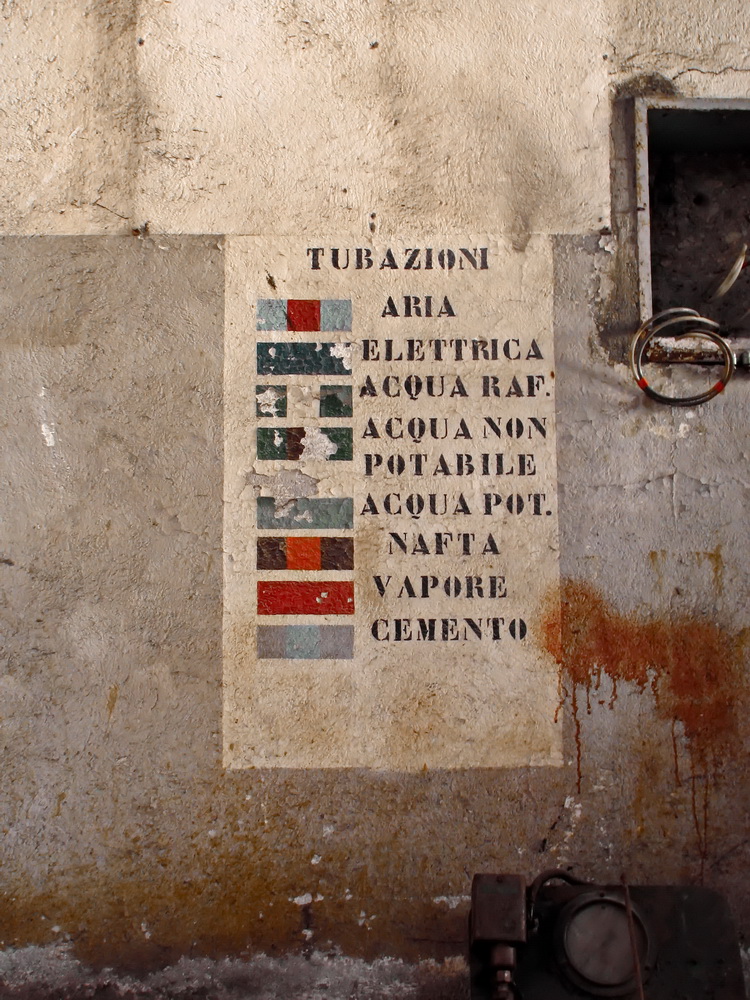 TUBAZIONI
ARIA
ELETTRICA
ACQUA RAF.
ACQUA NON
POTABILE
ACQUA POT.
NAFTA
VAPORE
CEMENTO